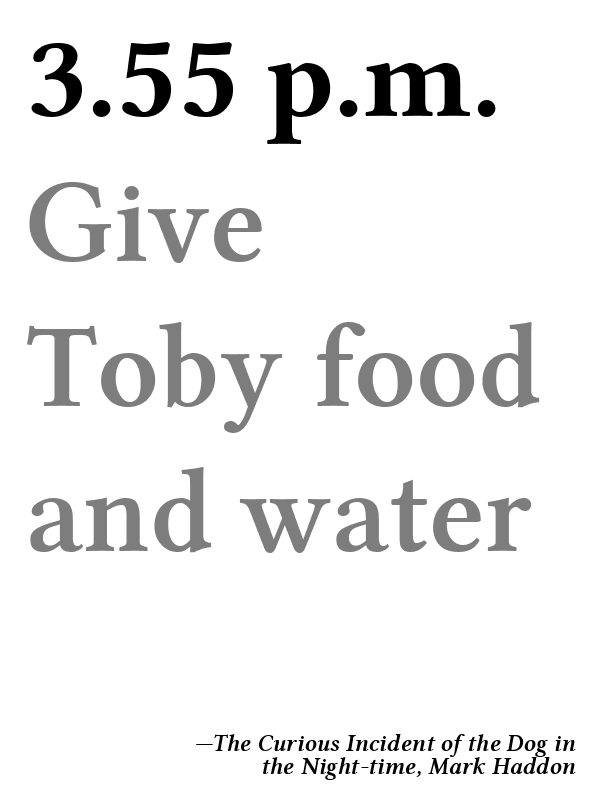 3.55 p.m.
Give
Toby food
and water
—The Curious Incident of the Dog in
the Night-time, Mark Haddon